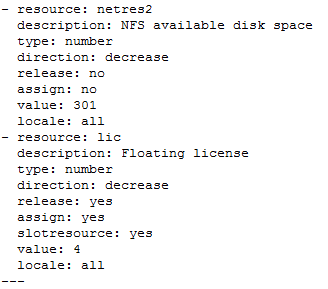 - resource: netres2
  description: NFS available disk space
  type: number
  direction: decrease
  release: no
  assign: no
  value: 301
  locale: all
- resource: lic
  description: Floating license
  type: number
  direction: decrease
  release: yes
  assign: yes
  slotresource: yes
  value: 4
  locale: all
---